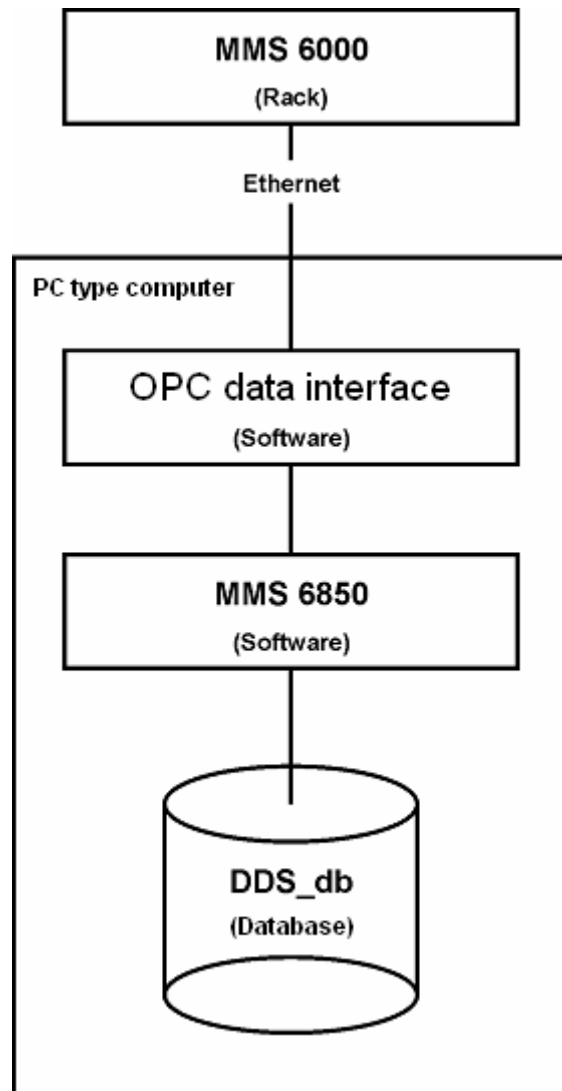 MMS 6000
(Rack)
Ethernet
PC type computer
OPC data interface
(Software)
MMS 6850
(Software)
DDS_db
(Database)